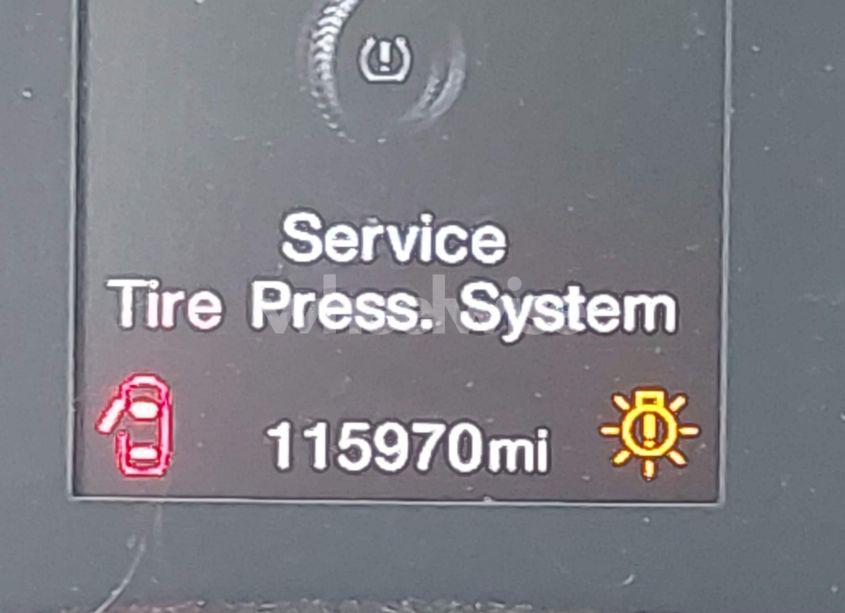 Service
Tire Press. System
115970mi